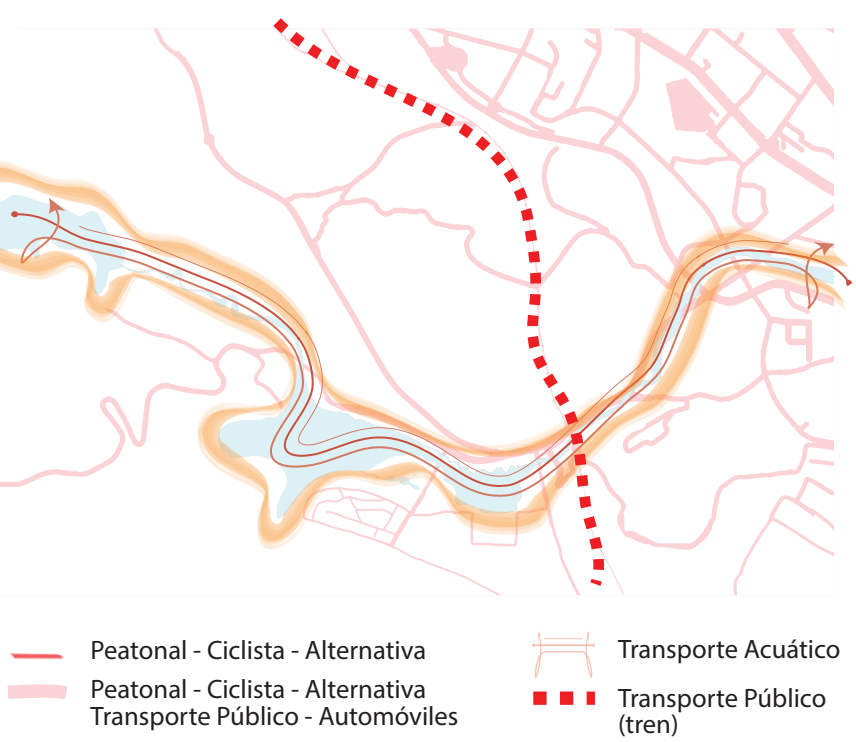 Peatonal - Ciclista - Alternativa
Peatonal - Ciclista - Alternativa
Transporte Público - Automóviles
Transporte Acuático
Transporte Público
(tren)